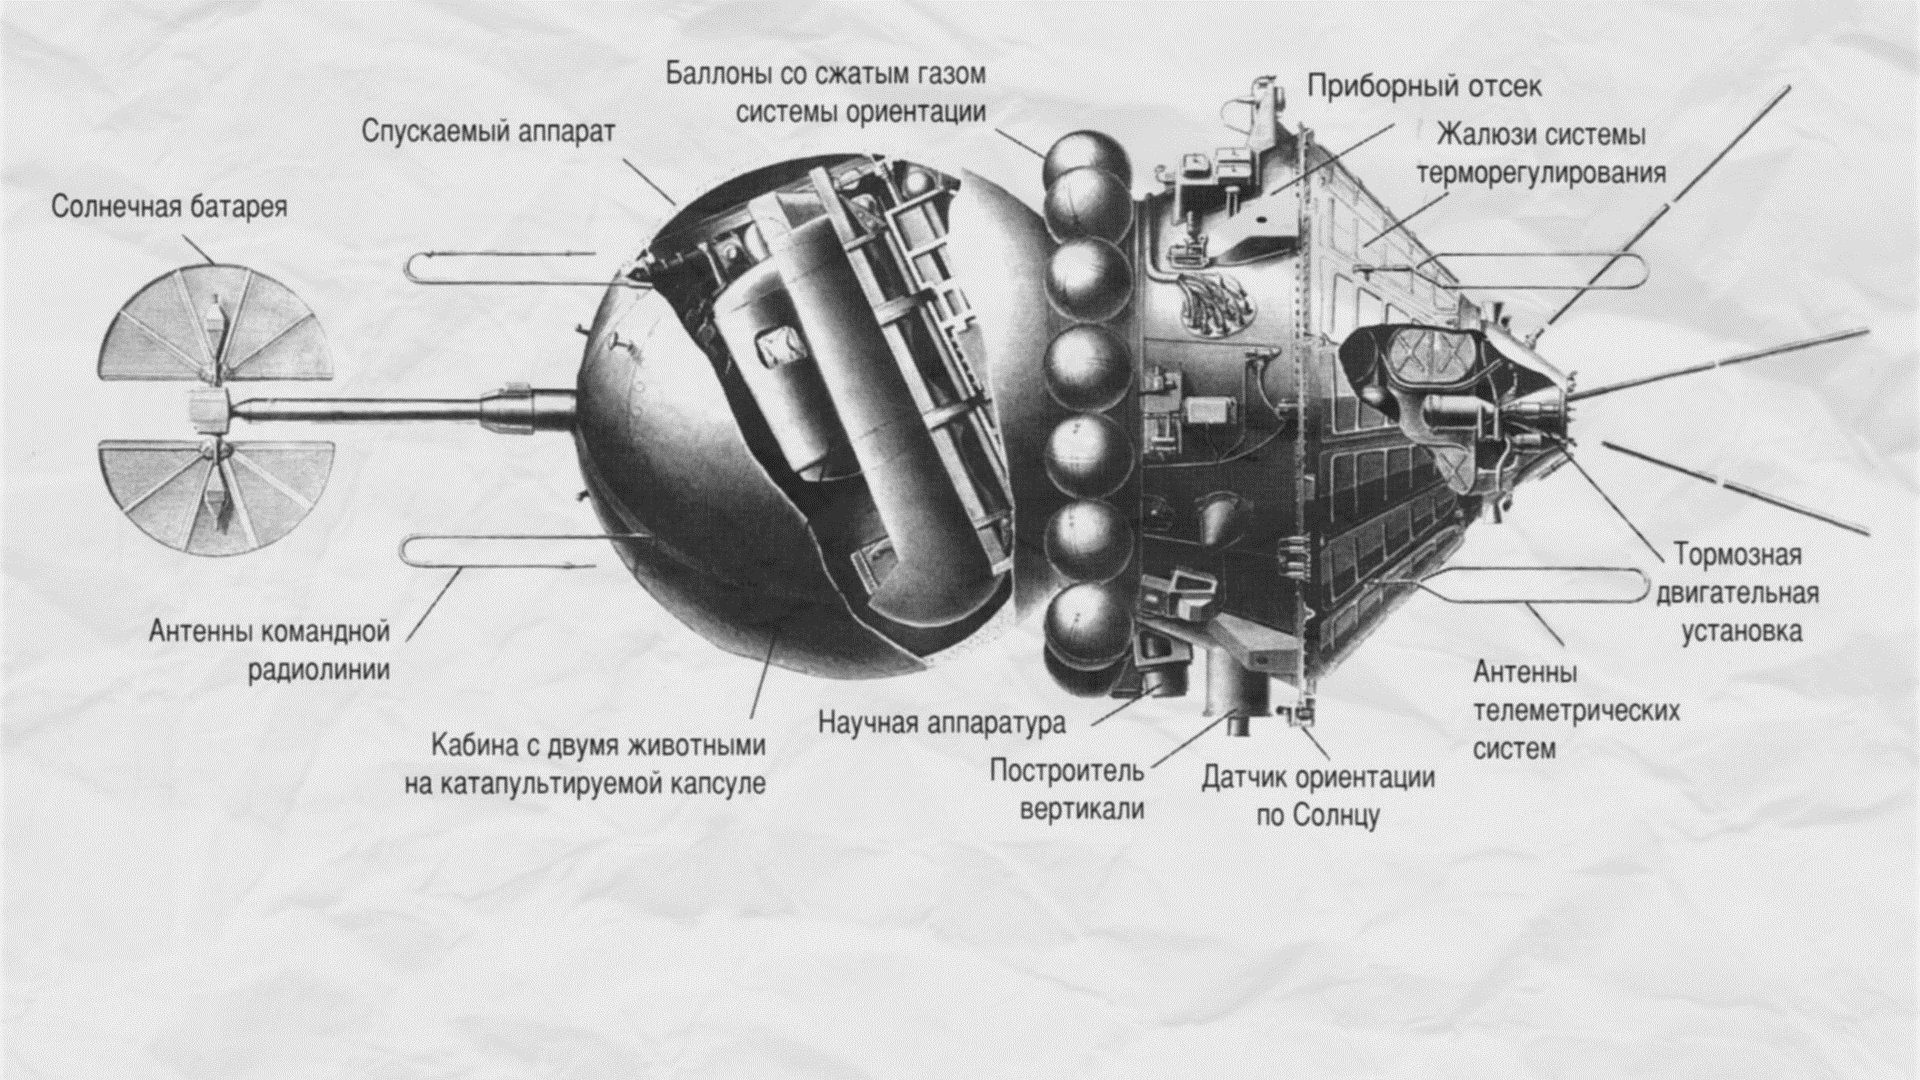 Баллоны со сжатым газом
системы ориентации
Приборный отсек
Спускаемый аппарат
Жалюзи системы
терморегулирования
Солнечная батарея
Тормозная
двигательная
установка
Антенны командной
радиолинии
Антенны
телеметрических
систем
Научная аппаратура
Кабина с двумя животными
на катапультируемой капсуле
Построитель
вертикали
Датчик ориентации
по Солнцу